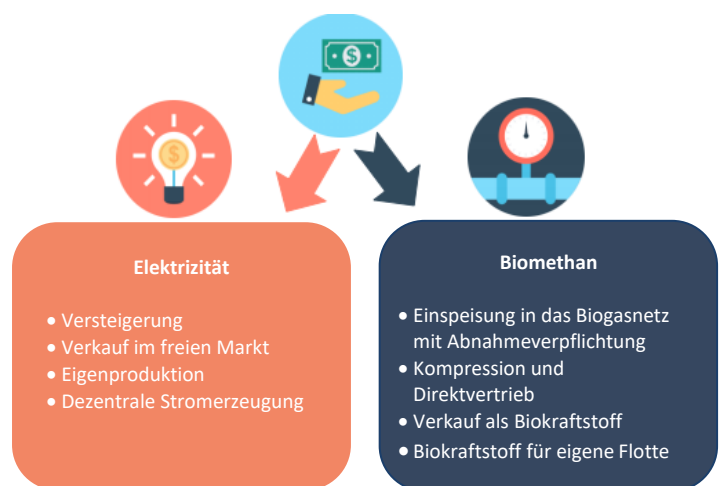 Elektrizität
• Versteigerung
• Verkauf im freien Markt
• Eigenproduktion
• Dezentrale Stromerzeugung
Biomethan
• Einspeisung in das Biogasnetz
mit Abnahmeverpflichtung
• Kompression und
Direktvertrieb
• Verkauf als Biokraftstoff
• Biokraftstoff für eigene Flotte